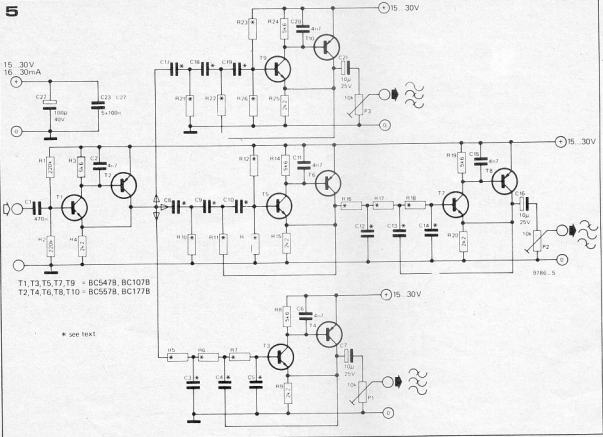 5
15...30V
16...30mA
C22
100µ
40V
C23 C27
5x100n
R23
R24
5k6
C20
4n7
T10
15...30V
C18
C19
T9
R21
R22
R26
R25
2k2
C21
10µ
25V
10k
P3
0
R1
220k
R3
5k6
C2
4n7
T2
T1
C1
470n
R2
220k
R4
2k2
R12
R14
5k6
C11
4n7
T6
C8
C9
C10
T5
R10
R11
R15
2k2
R16
R17
R18
C12
C13
C14
R19
5k6
C15
4n7
T8
T7
R20
2k2
C16
10µ
25V
10k
P2
15...30V
0
9786...5
T1,T3,T5,T7,T9 = BC547B, BC107B
T2,T4,T6,T8,T10 = BC557B, BC177B
* see text
R5
R6
R7
C3
C4
C5
R8
5k6
C6
4n7
T4
T3
R9
2k2
C7
10µ
25V
10k
P1
15...30V
0